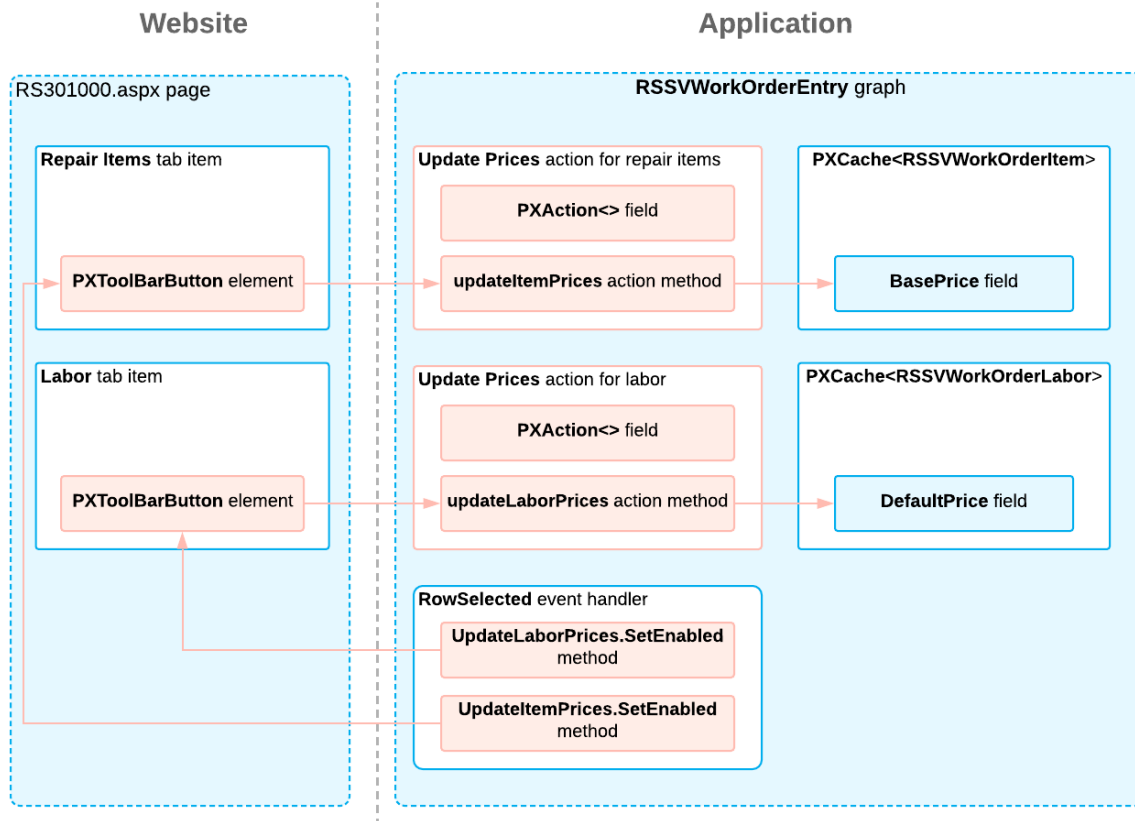 Website
Application
RS301000.aspx page
RSSVWorkOrderEntry graph
Repair Items tab item
Update Prices action for repair items
PXCache<RSSVWorkOrderItem>
PXAction<> field
PXToolBarButton element
updateItemPrices action method
BasePrice field
Labor tab item
Update Prices action for labor
PXCache<RSSVWorkOrderLabor>
PXAction<> field
PXToolBarButton element
updateLaborPrices action method
DefaultPrice field
RowSelected event handler
UpdateLaborPrices.SetEnabled
method
UpdateItemPrices.SetEnabled
method